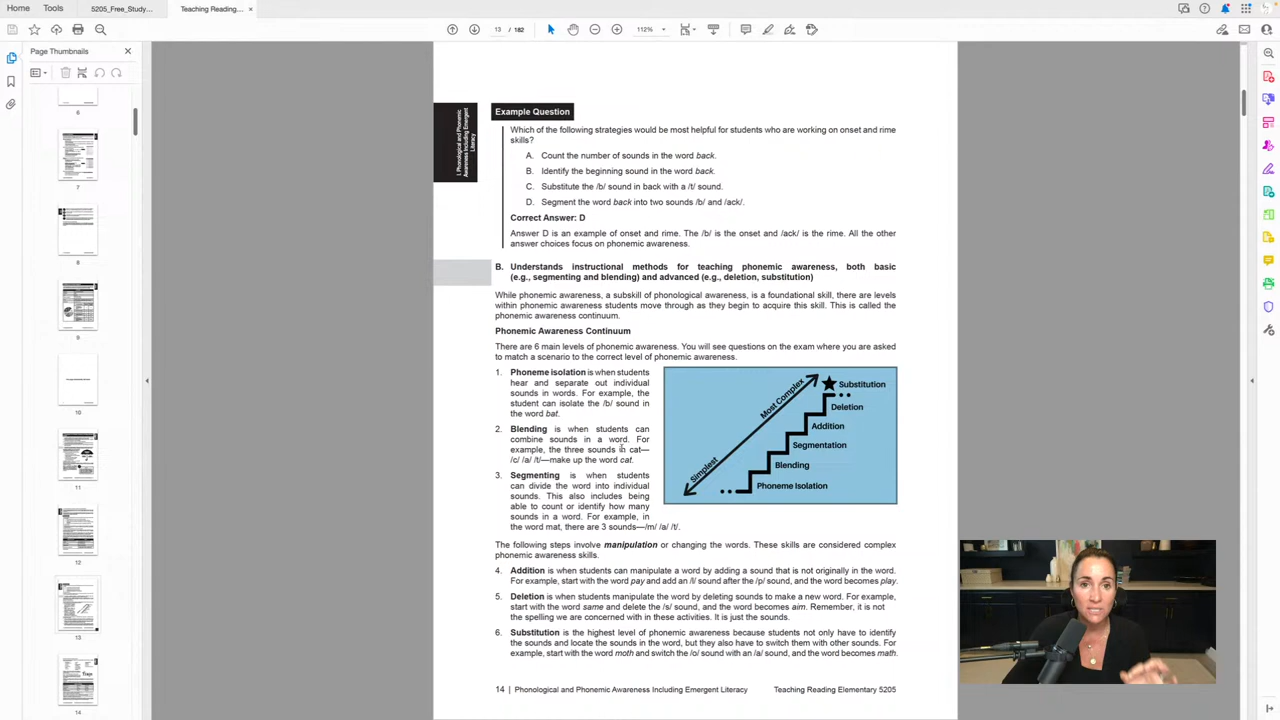 Home
Tools
5205_Free_Study...
Teaching Reading...
13 / 182
112%
Page Thumbnails
6
7
8
9
10
11
12
13
14
I. Phonological and Phonemic
Awareness Including Emergent
Literacy
Example Question
Which of the following strategies would be most helpful for students who are working on onset and rime
skills?
A. Count the number of sounds in the word back.
B. Identify the beginning sound in the word back.
C. Substitute the /b/ sound in back with a /t/ sound.
D. Segment the word back into two sounds /b/ and /ack/.
Correct Answer: D
Answer D is an example of onset and rime. The /b/ is the onset and /ack/ is the rime. All the other
answer choices focus on phonemic awareness.
B. Understands instructional methods for teaching phonemic awareness, both basic
(e.g., segmenting and blending) and advanced (e.g., deletion, substitution)
While phonemic awareness, a subskill of phonological awareness, is a foundational skill, there are levels
within phonemic awareness students move through as they begin to acquire this skill. This is called the
phonemic awareness continuum.
Phonemic Awareness Continuum
There are 6 main levels of phonemic awareness. You will see questions on the exam where you are asked
to match a scenario to the correct level of phonemic awareness.
1. Phoneme isolation is when students
hear and separate out individual
sounds in words. For example, the
student can isolate the /b/ sound in
the word bat.
2. Blending is when students can
combine sounds in a word. For
example, the three sounds in cat—
/c/ /a/ /t/—make up the word cat.
3. Segmenting is when students
can divide the word into individual
sounds. This also includes being
able to count or identify how many
sounds in a word. For example, in
the word mat, there are 3 sounds—/m/ /a/ /t/.
Most Complex
Simplest
Substitution
Deletion
Addition
Segmentation
Blending
Phoneme Isolation
The following steps involve manipulation or changing the words. These skills are considered complex
phonemic awareness skills.
4. Addition is when students can manipulate a word by adding a sound that is not originally in the word.
For example, start with the word pay and add an /l/ sound after the /p/ sound, and the word becomes play.
5. Deletion is when students manipulate the word by deleting sounds to make a new word. For example,
start with the word same and delete the /s/ sound, and the word becomes aim. Remember, it is not
the spelling we are concerned with in these activities. It is just the sounds.
6. Substitution is the highest level of phonemic awareness because students not only have to identify
the sounds and locate the sounds in the word, but they also have to switch them with other sounds. For
example, start with the word moth and switch the /o/ sound with an /a/ sound, and the word becomes math.
14 | Phonological and Phonemic Awareness Including Emergent Literacy
Teaching Reading Elementary 5205